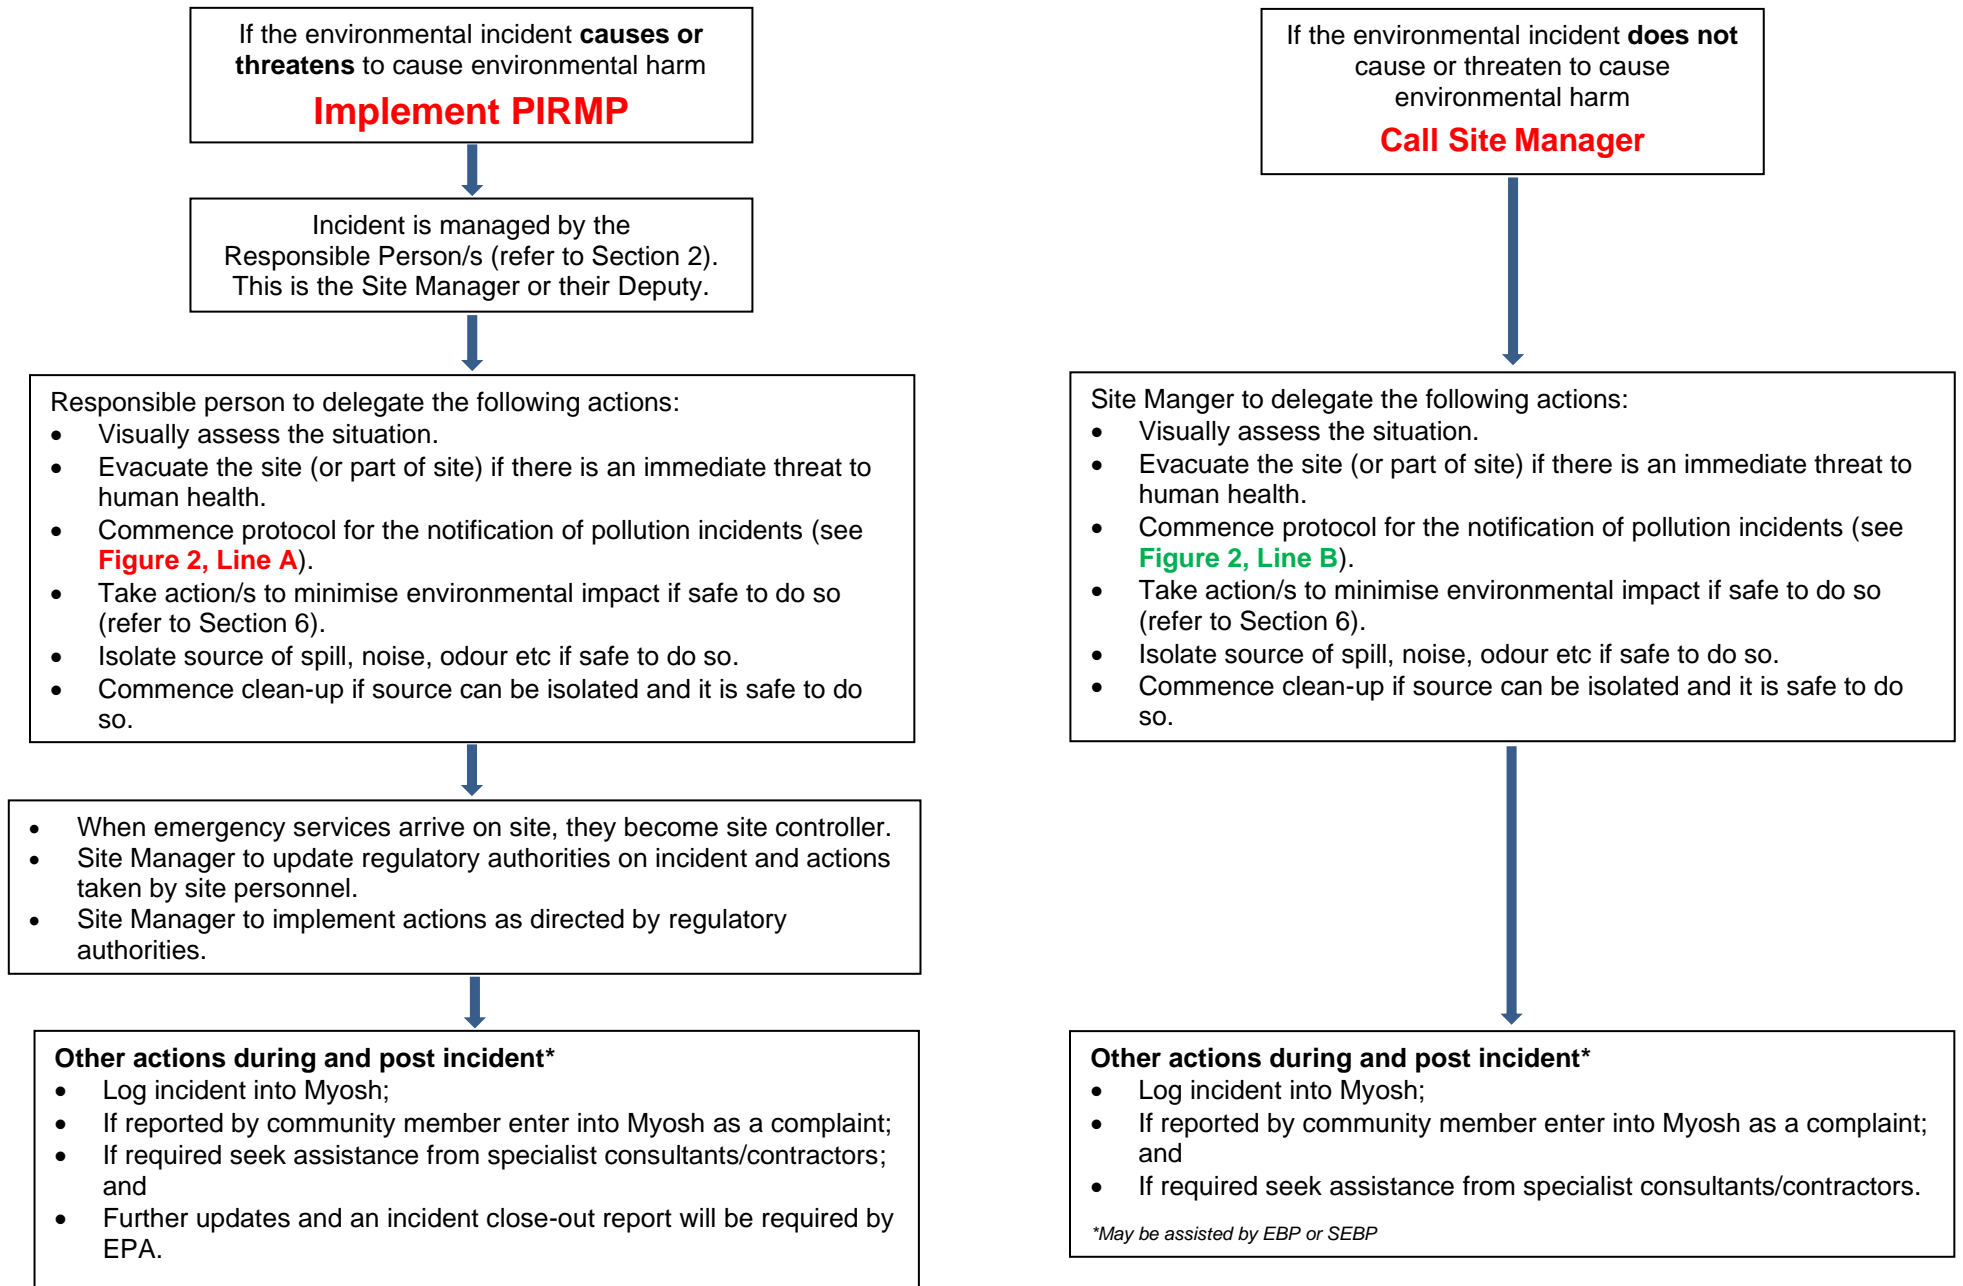 If the environmental incident causes or
threatens to cause environmental harm
Implement PIRMP
Incident is managed by the
Responsible Person/s (refer to Section 2).
This is the Site Manager or their Deputy.
Responsible person to delegate the following actions:
• Visually assess the situation.
• Evacuate the site (or part of site) if there is an immediate threat to
human health.
• Commence protocol for the notification of pollution incidents (see
Figure 2, Line A).
• Take action/s to minimise environmental impact if safe to do so
(refer to Section 6).
• Isolate source of spill, noise, odour etc if safe to do so.
• Commence clean-up if source can be isolated and it is safe to do
so.
• When emergency services arrive on site, they become site controller.
• Site Manager to update regulatory authorities on incident and actions
taken by site personnel.
• Site Manager to implement actions as directed by regulatory
authorities.
Other actions during and post incident*
• Log incident into Myosh;
• If reported by community member enter into Myosh as a complaint;
• If required seek assistance from specialist consultants/contractors;
and
• Further updates and an incident close-out report will be required by
EPA.
If the environmental incident does not
cause or threaten to cause
environmental harm
Call Site Manager
Site Manger to delegate the following actions:
• Visually assess the situation.
• Evacuate the site (or part of site) if there is an immediate threat to
human health.
• Commence protocol for the notification of pollution incidents (see
Figure 2, Line B).
• Take action/s to minimise environmental impact if safe to do so
(refer to Section 6).
• Isolate source of spill, noise, odour etc if safe to do so.
• Commence clean-up if source can be isolated and it is safe to do
so.
Other actions during and post incident*
• Log incident into Myosh;
• If reported by community member enter into Myosh as a complaint;
and
• If required seek assistance from specialist consultants/contractors.
*May be assisted by EBP or SEBP